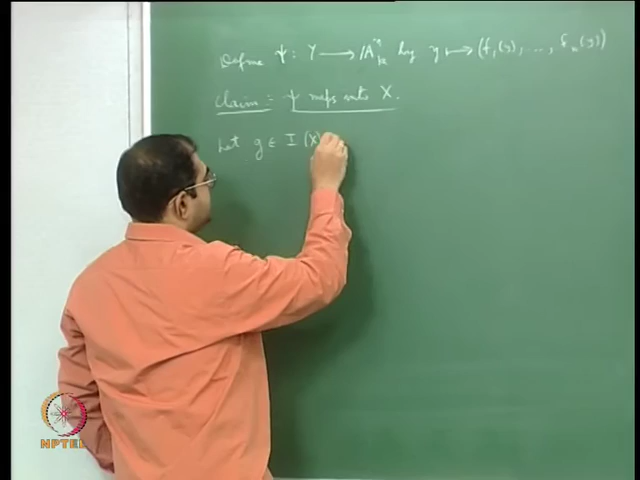 Define ψ: Y ⟶ 𝔸ⁿₖ by y ⟼ (f₁(y), ..., fₙ(y))
Claim: ψ maps into X.
Let g ∈ I(X)
NPTEL